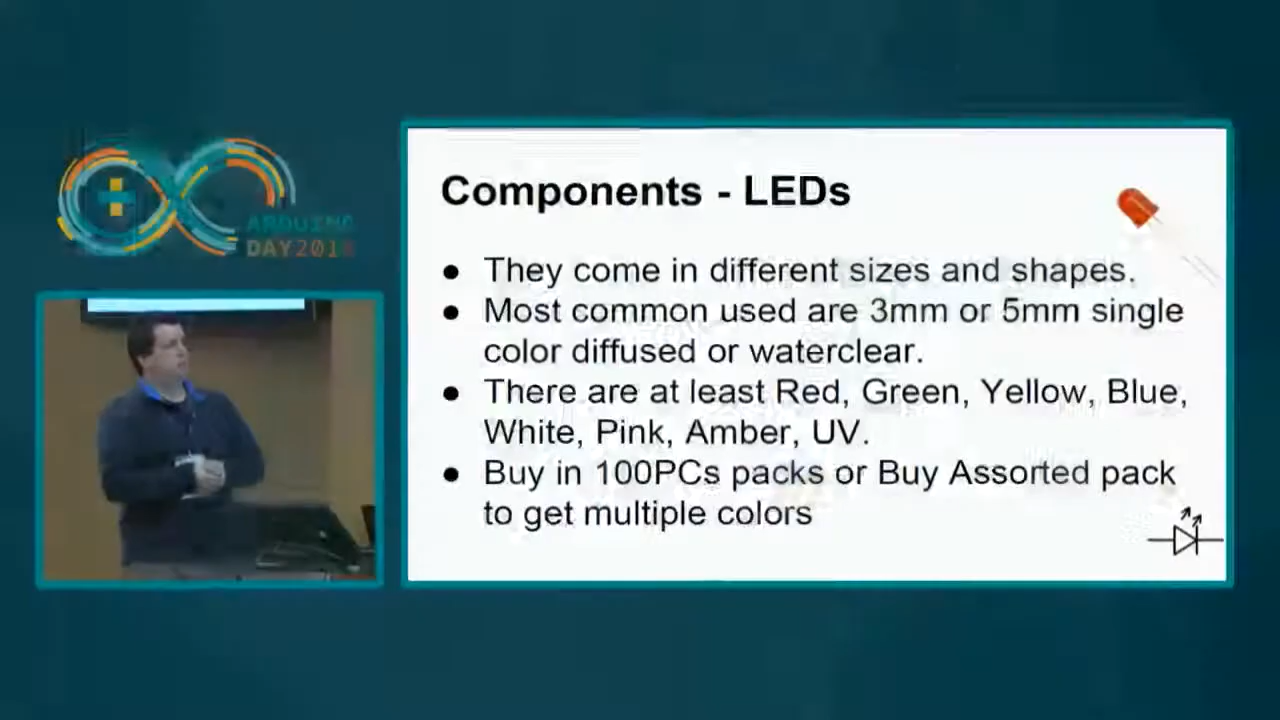 ARDUINO
DAY 2018
Components - LEDs
● They come in different sizes and shapes.
● Most common used are 3mm or 5mm single
color diffused or waterclear.
● There are at least Red, Green, Yellow, Blue,
White, Pink, Amber, UV.
● Buy in 100PCs packs or Buy Assorted pack
to get multiple colors